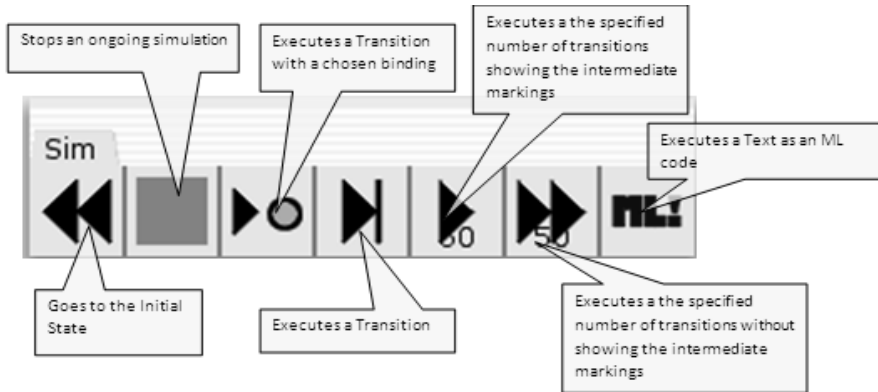 Stops an ongoing simulation
Executes a Transition
with a chosen binding
Executes a the specified
number of transitions
showing the intermediate
markings
Executes a Text as an ML
code
Sim
50
50
ML!
Goes to the Initial
State
Executes a Transition
Executes a the specified
number of transitions without
showing the intermediate
markings